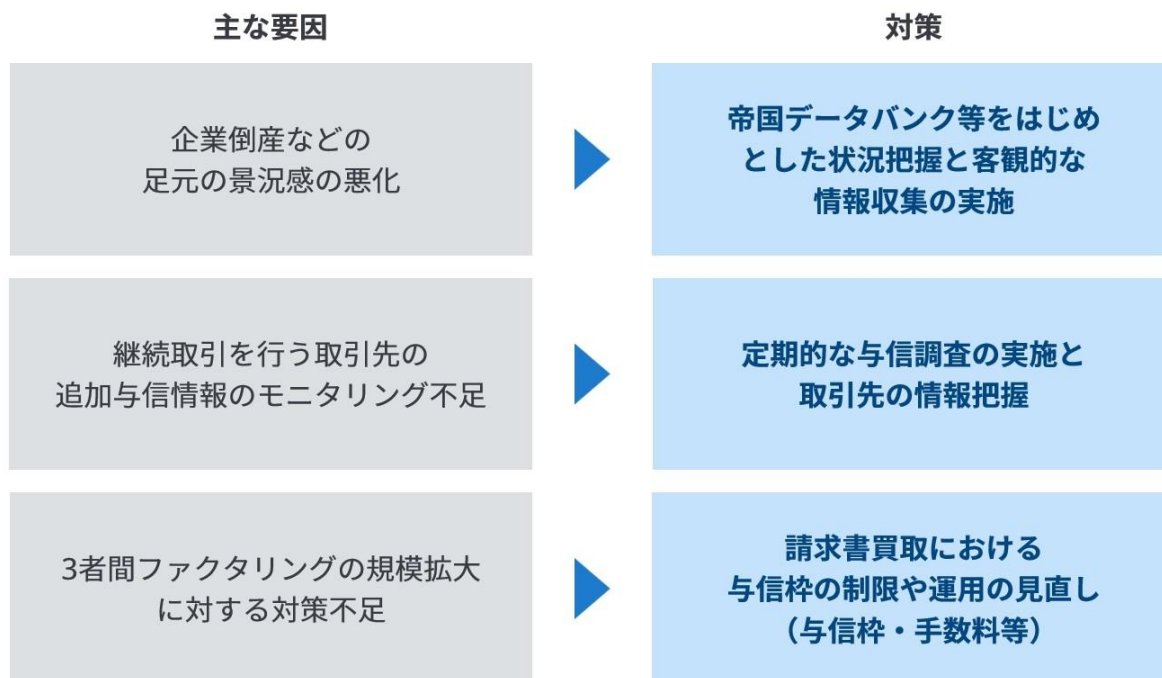 主な要因
対策
企業倒産などの
足元の景況感の悪化
帝国データバンク等をはじめ
とした状況把握と客観的な
情報収集の実施
継続取引を行う取引先の
追加与信情報のモニタリング不足
定期的な与信調査の実施と
取引先の情報把握
3者間ファクタリングの規模拡大
に対する対策不足
請求書買取における
与信枠の制限や運用の見直し
（与信枠・手数料等）